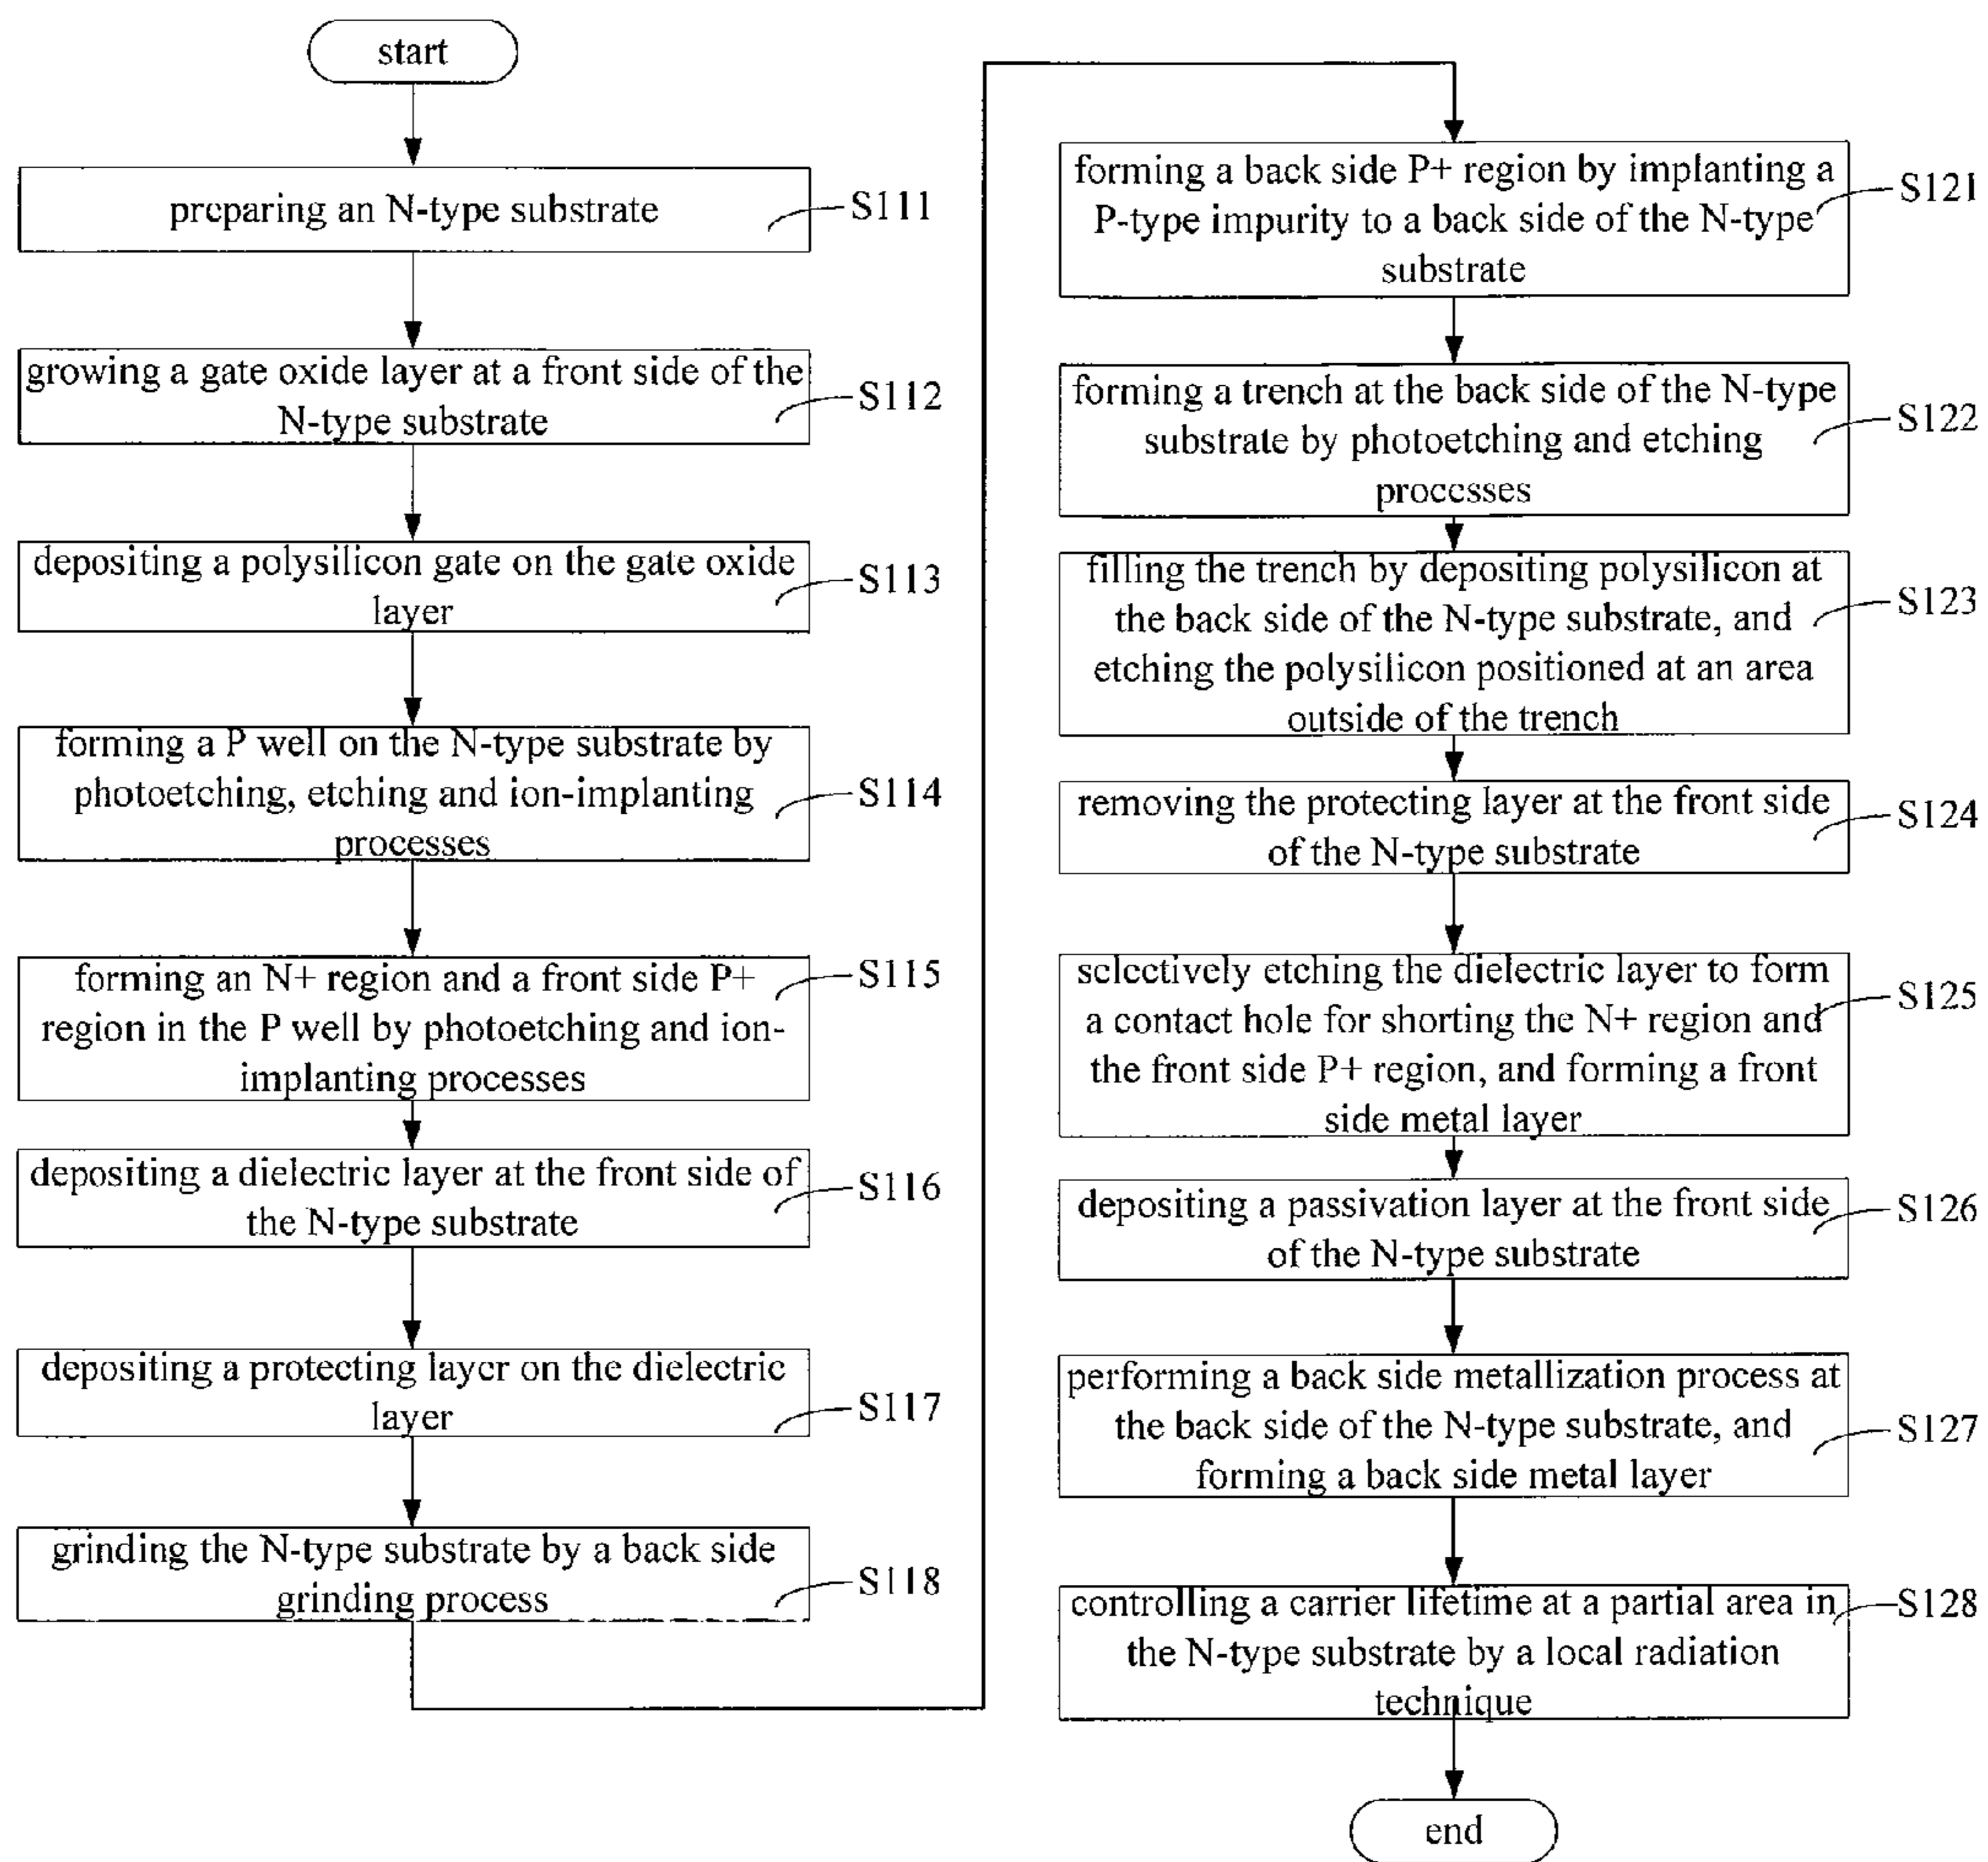 start
preparing an N-type substrate
S111
growing a gate oxide layer at a front side of the
N-type substrate
S112
depositing a polysilicon gate on the gate oxide
layer
S113
forming a P well on the N-type substrate by
photoetching, etching and ion-implanting
processes
S114
forming an N+ region and a front side P+
region in the P well by photoetching and ion-
implanting processes
S115
depositing a dielectric layer at the front side of
the N-type substrate
S116
depositing a protecting layer on the dielectric
layer
S117
grinding the N-type substrate by a back side
grinding process
S118
forming a back side P+ region by implanting a
P-type impurity to a back side of the N-type
substrate
S121
forming a trench at the back side of the N-type
substrate by photoetching and etching
processes
S122
filling the trench by depositing polysilicon at
the back side of the N-type substrate, and
etching the polysilicon positioned at an area
outside of the trench
S123
removing the protecting layer at the front side
of the N-type substrate
S124
selectively etching the dielectric layer to form
a contact hole for shorting the N+ region and
the front side P+ region, and forming a front
side metal layer
S125
depositing a passivation layer at the front side
of the N-type substrate
S126
performing a back side metallization process at
the back side of the N-type substrate, and
forming a back side metal layer
S127
controlling a carrier lifetime at a partial area in
the N-type substrate by a local radiation
technique
S128
end